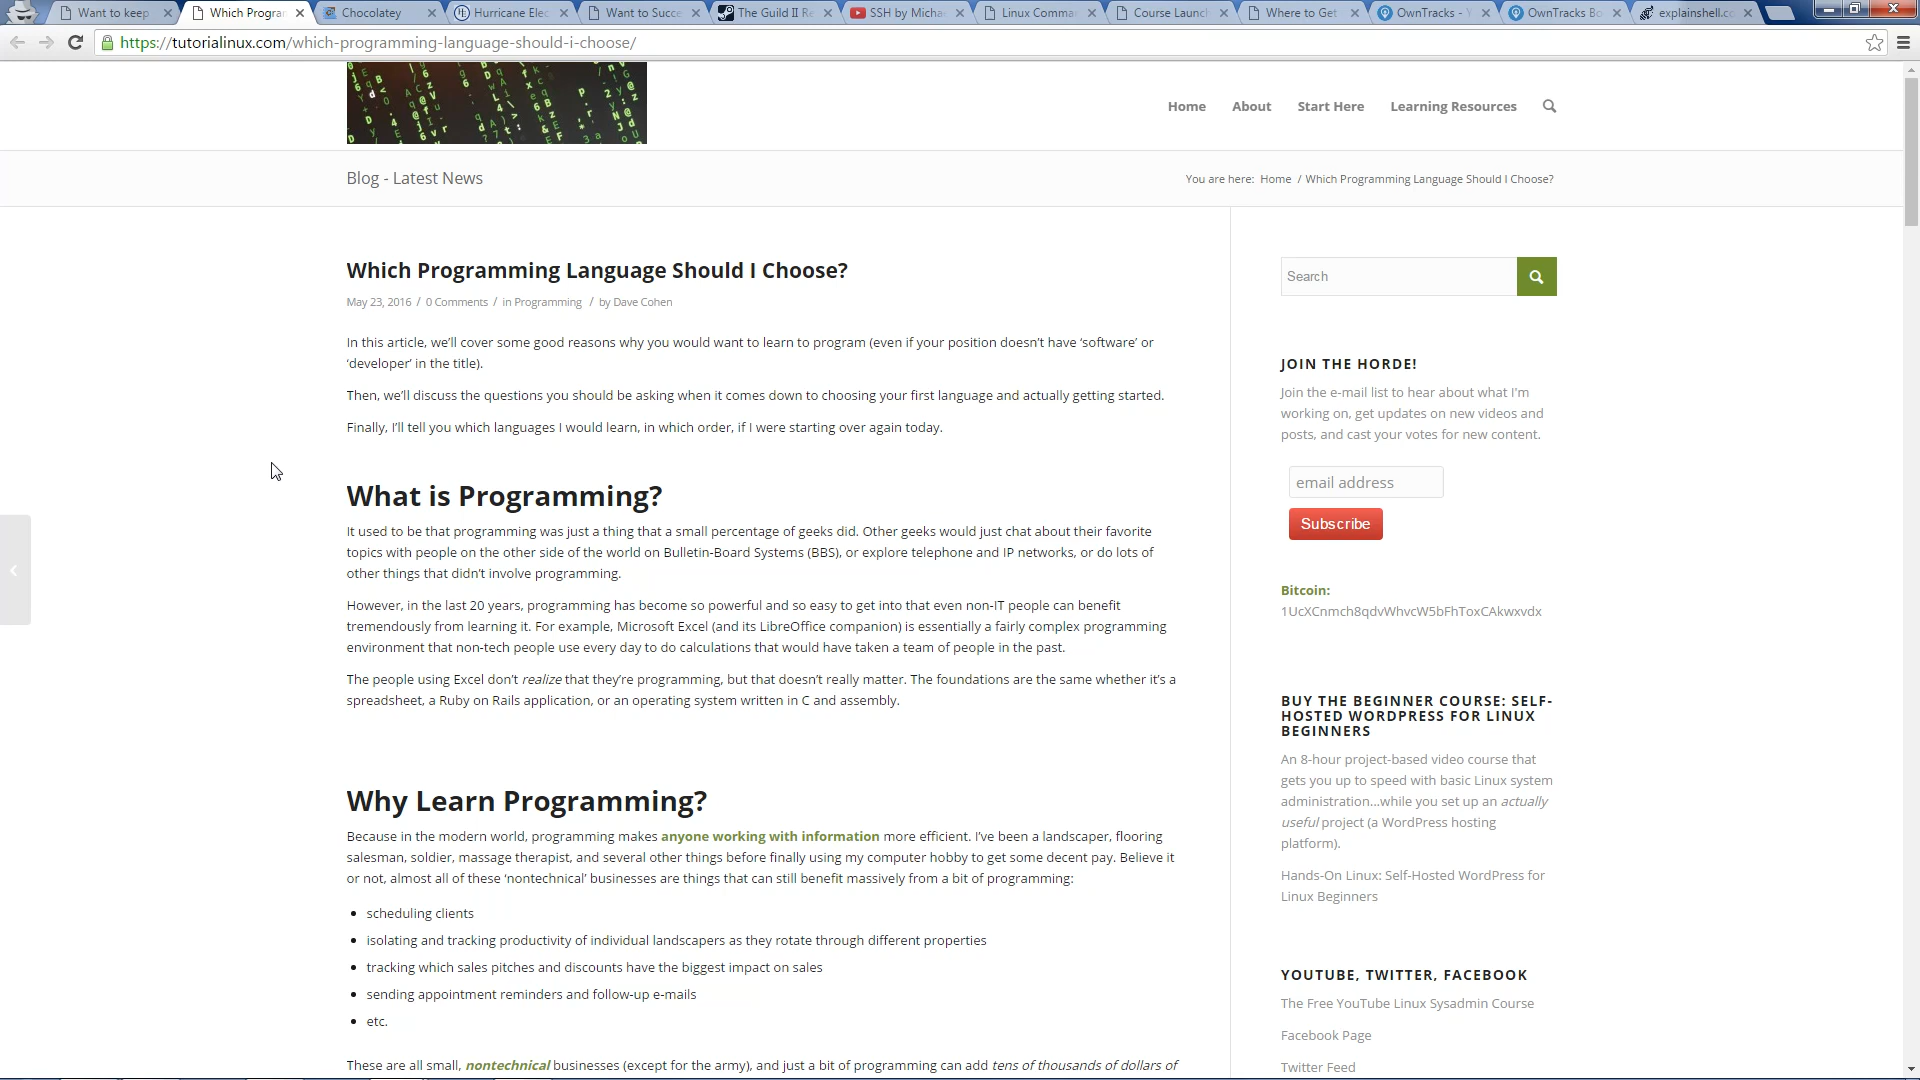 Want to keep
Which Progra
Chocolatey
Hurricane Elec
Want to Succe
The Guild II Re
SSH by Micha
Linux Comma
Course Launc
Where to Get
OwnTracks - Y
OwnTracks Bo
explainshell.co
https://tutorialinux.com/which-programming-language-should-i-choose/
Home
About
Start Here
Learning Resources
Blog - Latest News
You are here: Home / Which Programming Language Should I Choose?
Which Programming Language Should I Choose?
May 23, 2016 / 0 Comments / in Programming / by Dave Cohen
In this article, we’ll cover some good reasons why you would want to learn to program (even if your position doesn’t have ‘software’ or
‘developer’ in the title).
Then, we’ll discuss the questions you should be asking when it comes down to choosing your first language and actually getting started.
Finally, I’ll tell you which languages I would learn, in which order, if I were starting over again today.
What is Programming?
It used to be that programming was just a thing that a small percentage of geeks did. Other geeks would just chat about their favorite
topics with people on the other side of the world on Bulletin-Board Systems (BBS), or explore telephone and IP networks, or do lots of
other things that didn’t involve programming.
However, in the last 20 years, programming has become so powerful and so easy to get into that even non-IT people can benefit
tremendously from learning it. For example, Microsoft Excel (and its LibreOffice companion) is essentially a fairly complex programming
environment that non-tech people use every day to do calculations that would have taken a team of people in the past.
The people using Excel don’t realize that they’re programming, but that doesn’t really matter. The foundations are the same whether it’s a
spreadsheet, a Ruby on Rails application, or an operating system written in C and assembly.
Why Learn Programming?
Because in the modern world, programming makes anyone working with information more efficient. I’ve been a landscaper, flooring
salesman, soldier, massage therapist, and several other things before finally using my computer hobby to get some decent pay. Believe it
or not, almost all of these ‘nontechnical’ businesses are things that can still benefit massively from a bit of programming:
scheduling clients
isolating and tracking productivity of individual landscapers as they rotate through different properties
tracking which sales pitches and discounts have the biggest impact on sales
sending appointment reminders and follow-up e-mails
etc.
These are all small, nontechnical businesses (except for the army), and just a bit of programming can add tens of thousands of dollars of
Search
JOIN THE HORDE!
Join the e-mail list to hear about what I'm
working on, get updates on new videos and
posts, and cast your votes for new content.
email address
Subscribe
Bitcoin:
1UcXCnmch8qdvWhvcW5bFhToxCAkwxvdx
BUY THE BEGINNER COURSE: SELF-
HOSTED WORDPRESS FOR LINUX
BEGINNERS
An 8-hour project-based video course that
gets you up to speed with basic Linux system
administration...while you set up an actually
useful project (a WordPress hosting
platform).
Hands-On Linux: Self-Hosted WordPress for
Linux Beginners
YOUTUBE, TWITTER, FACEBOOK
The Free YouTube Linux Sysadmin Course
Facebook Page
Twitter Feed